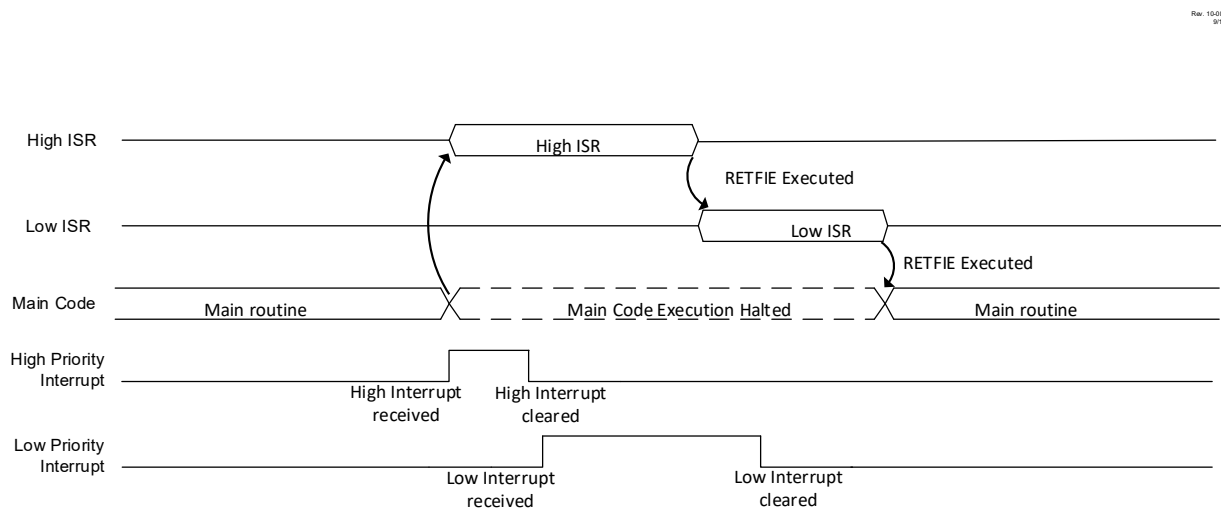 High ISR
High ISR
RETFIE Executed
Low ISR
Low ISR
RETFIE Executed
Main Code
Main routine
Main Code Execution Halted
Main routine
High Priority
Interrupt
High Interrupt
received
High Interrupt
cleared
Low Priority
Interrupt
Low Interrupt
received
Low Interrupt
cleared